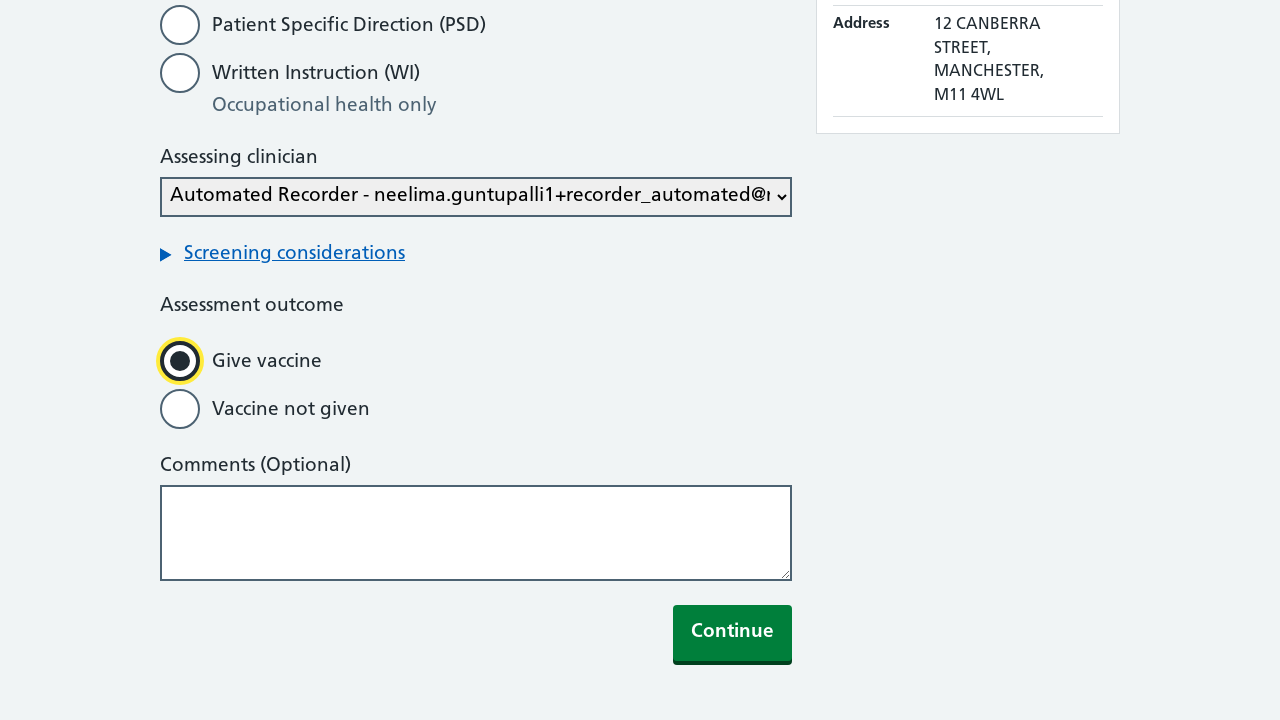 Patient Specific Direction (PSD)
Written Instruction (WI)
Occupational health only
Assessing clinician
Automated Recorder - neelima.guntupalli1+recorder_automated@
Screening considerations
Assessment outcome
Give vaccine
Vaccine not given
Comments (Optional)
Continue
Address
12 CANBERRA
STREET,
MANCHESTER,
M11 4WL